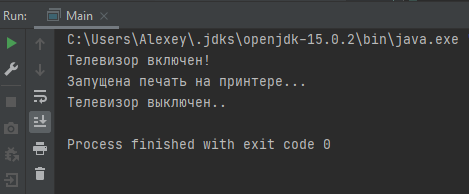 Run: Main ×
C:\Users\Alexey\.jdks\openjdk-15.0.2\bin\java.exe
Телевизор включен!
Запущена печать на принтере...
Телевизор выключен..
Process finished with exit code 0